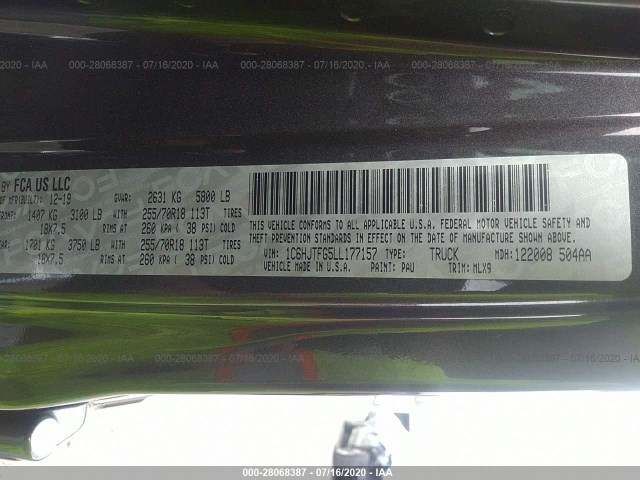 000-28068387 - 07/16/2020 - IAA
BY FCA US LLC
OF MFR(BUILT): 12-19 GVWR: 2631 KG 5800 LB
FRONT: 1407 KG 3100 LB WITH 255/70R18 113T TIRES
18X7.5 RIMS AT 260 KPA ( 38 PSI) COLD
1701 KG 3750 LB WITH 255/70R18 113T TIRES
18X7.5 RIMS AT 260 KPA ( 38 PSI) COLD
THIS VEHICLE CONFORMS TO ALL APPLICABLE U.S.A. FEDERAL MOTOR VEHICLE SAFETY AND
THEFT PREVENTION STANDARDS IN EFFECT ON THE DATE OF MANUFACTURE SHOWN ABOVE.
VIN: 1C6HJTFG5LL177157 TYPE: TRUCK MDH: 122008 504AA
VEHICLE MADE IN U.S.A. PAINT: PAU TRIM: MLX9
000-28068387 - 07/16/2020 - IAA